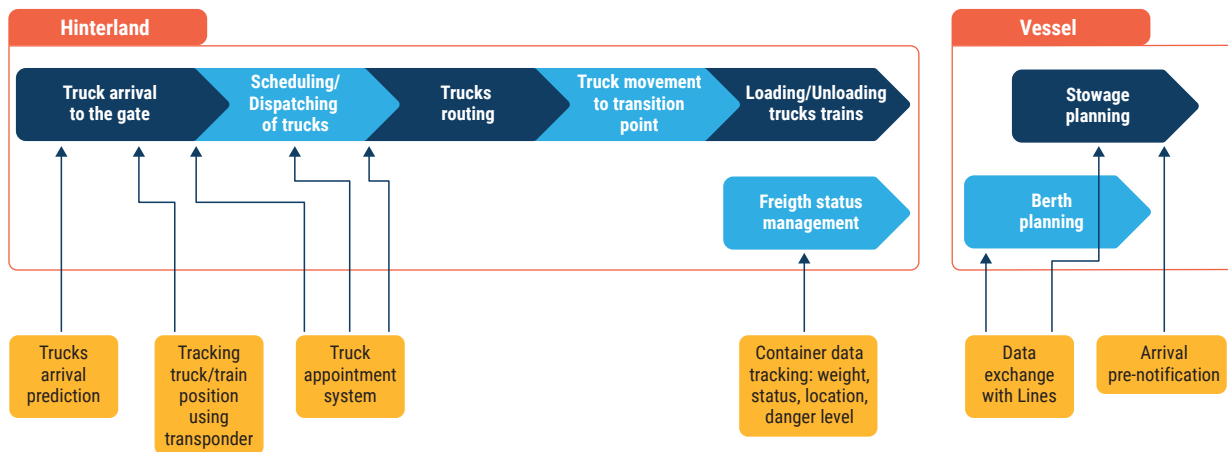 Hinterland
Vessel
Truck arrival
to the gate
Scheduling/
Dispatching
of trucks
Trucks
routing
Truck movement
to transition
point
Loading/Unloading
trucks trains
Stowage
planning
Freigth status
management
Berth
planning
Trucks
arrival
prediction
Tracking
truck/train
position
using
transponder
Truck
appointment
system
Container data
tracking: weight,
status, location,
danger level
Data
exchange
with Lines
Arrival
pre-notification